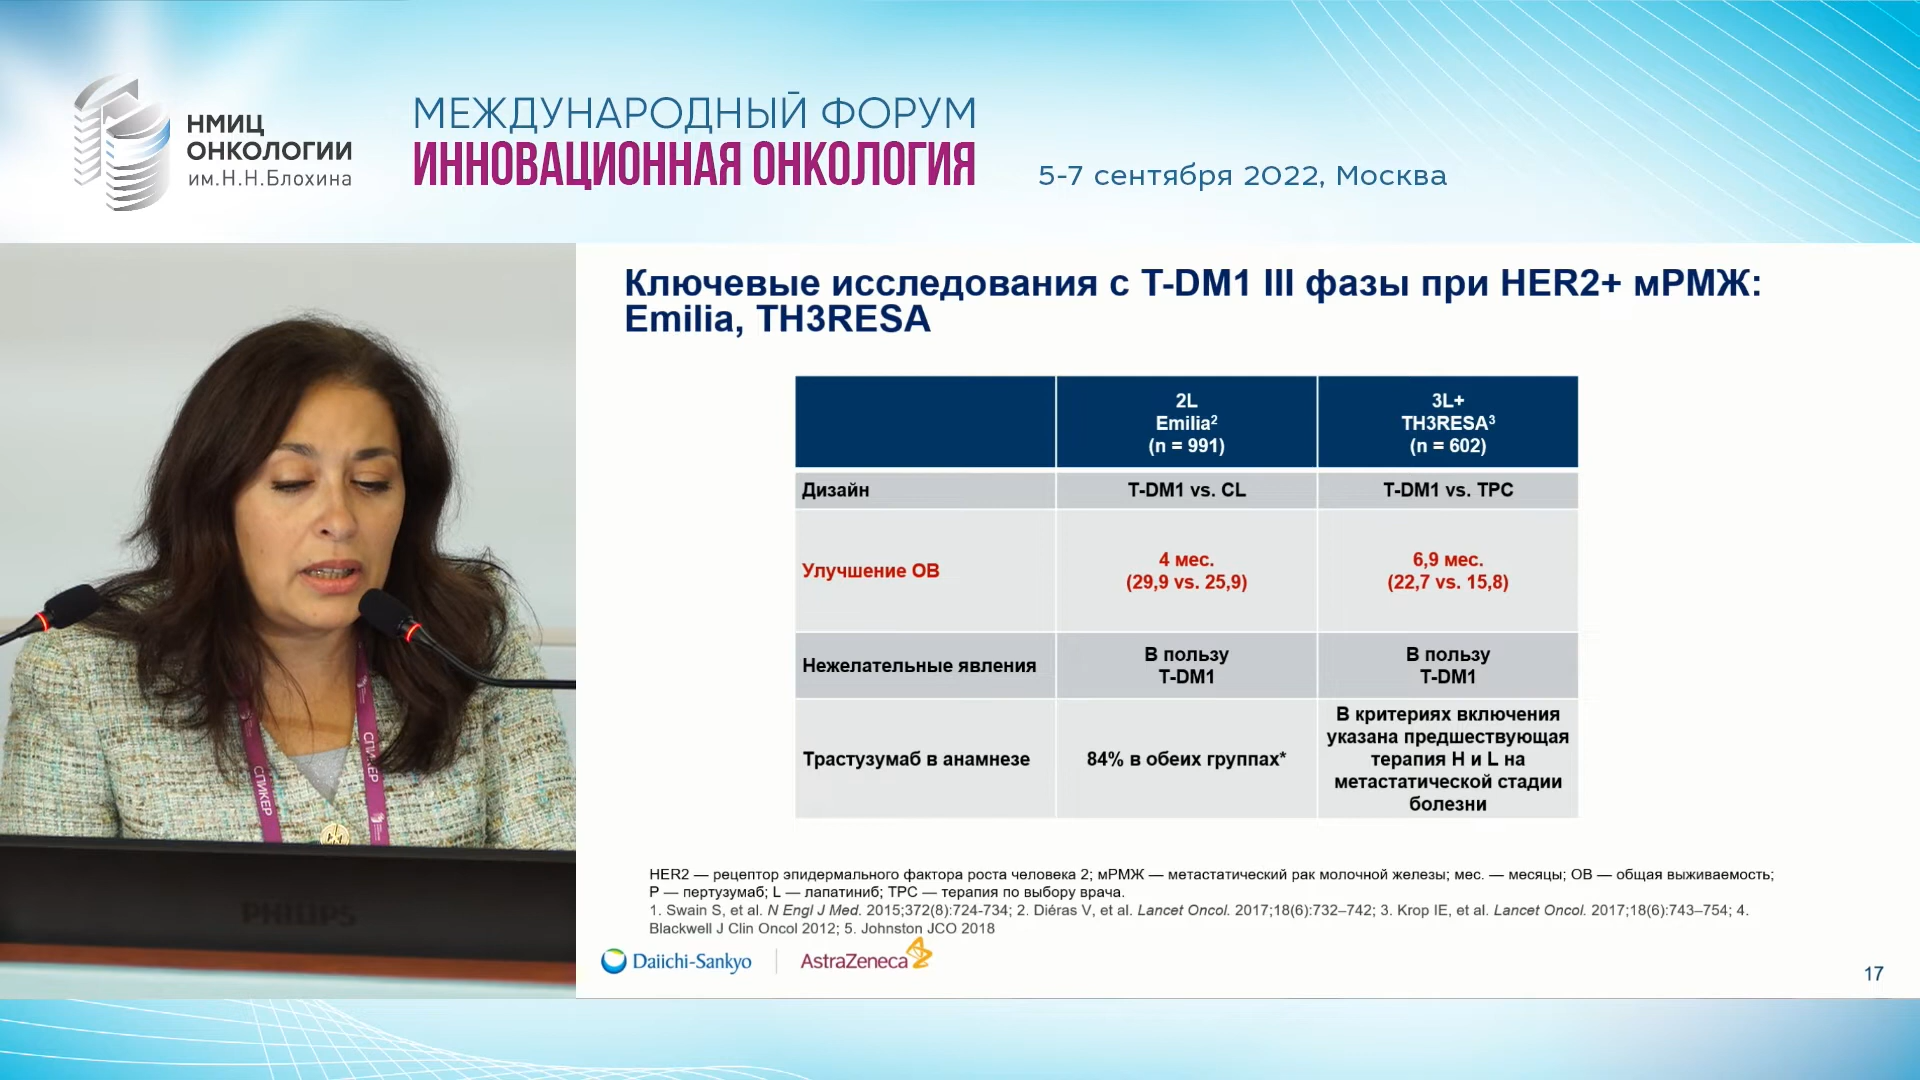 НМИЦ
ОНКОЛОГИИ
им.Н.Н.Блохина
МЕЖДУНАРОДНЫЙ ФОРУМ
ИННОВАЦИОННАЯ ОНКОЛОГИЯ
5-7 сентября 2022, Москва
Ключевые исследования с T-DM1 III фазы при HER2+ мРМЖ:
Emilia, TH3RESA
2L
Emilia²
(n = 991)
3L+
TH3RESA³
(n = 602)
Дизайн
T-DM1 vs. CL
T-DM1 vs. TPC
Улучшение ОВ
4 мес.
(29,9 vs. 25,9)
6,9 мес.
(22,7 vs. 15,8)
Нежелательные явления
В пользу
T-DM1
В пользу
T-DM1
Трастузумаб в анамнезе
84% в обеих группах*
В критериях включения
указана предшествующая
терапия H и L на
метастатической стадии
болезни
HER2 — рецептор эпидермального фактора роста человека 2; мРМЖ — метастатический рак молочной железы; мес. — месяцы; ОВ — общая выживаемость;
P — пертузумаб; L — лапатиниб; TPC — терапия по выбору врача.
1. Swain S, et al. N Engl J Med. 2015;372(8):724-734; 2. Diéras V, et al. Lancet Oncol. 2017;18(6):732–742; 3. Krop IE, et al. Lancet Oncol. 2017;18(6):743–754; 4.
Blackwell J Clin Oncol 2012; 5. Johnston JCO 2018
Daiichi-Sankyo
AstraZeneca
17
СПИКЕР
СПИКЕР
PHILIPS